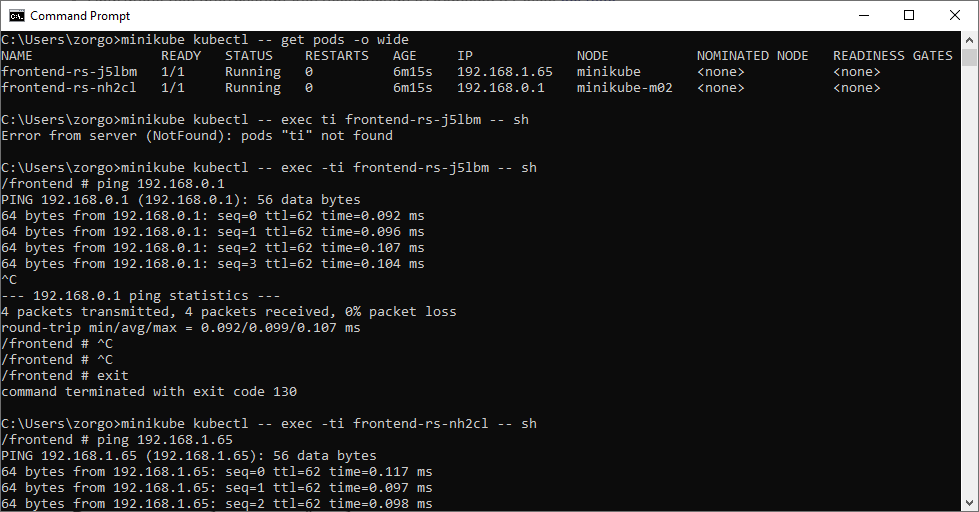 Command Prompt
C:\Users\zorgo>minikube kubectl -- get pods -o wide
NAME                READY   STATUS    RESTARTS   AGE     IP             NODE           NOMINATED NODE   READINESS GATES
frontend-rs-j5lbm   1/1     Running   0          6m15s   192.168.1.65   minikube       <none>           <none>
frontend-rs-nh2cl   1/1     Running   0          6m15s   192.168.0.1    minikube-m02   <none>           <none>
C:\Users\zorgo>minikube kubectl -- exec ti frontend-rs-j5lbm -- sh
Error from server (NotFound): pods "ti" not found
C:\Users\zorgo>minikube kubectl -- exec -ti frontend-rs-j5lbm -- sh
/frontend # ping 192.168.0.1
PING 192.168.0.1 (192.168.0.1): 56 data bytes
64 bytes from 192.168.0.1: seq=0 ttl=62 time=0.092 ms
64 bytes from 192.168.0.1: seq=1 ttl=62 time=0.096 ms
64 bytes from 192.168.0.1: seq=2 ttl=62 time=0.107 ms
64 bytes from 192.168.0.1: seq=3 ttl=62 time=0.104 ms
^C
--- 192.168.0.1 ping statistics ---
4 packets transmitted, 4 packets received, 0% packet loss
round-trip min/avg/max = 0.092/0.099/0.107 ms
/frontend # ^C
/frontend # ^C
/frontend # exit
command terminated with exit code 130
C:\Users\zorgo>minikube kubectl -- exec -ti frontend-rs-nh2cl -- sh
/frontend # ping 192.168.1.65
PING 192.168.1.65 (192.168.1.65): 56 data bytes
64 bytes from 192.168.1.65: seq=0 ttl=62 time=0.117 ms
64 bytes from 192.168.1.65: seq=1 ttl=62 time=0.097 ms
64 bytes from 192.168.1.65: seq=2 ttl=62 time=0.098 ms